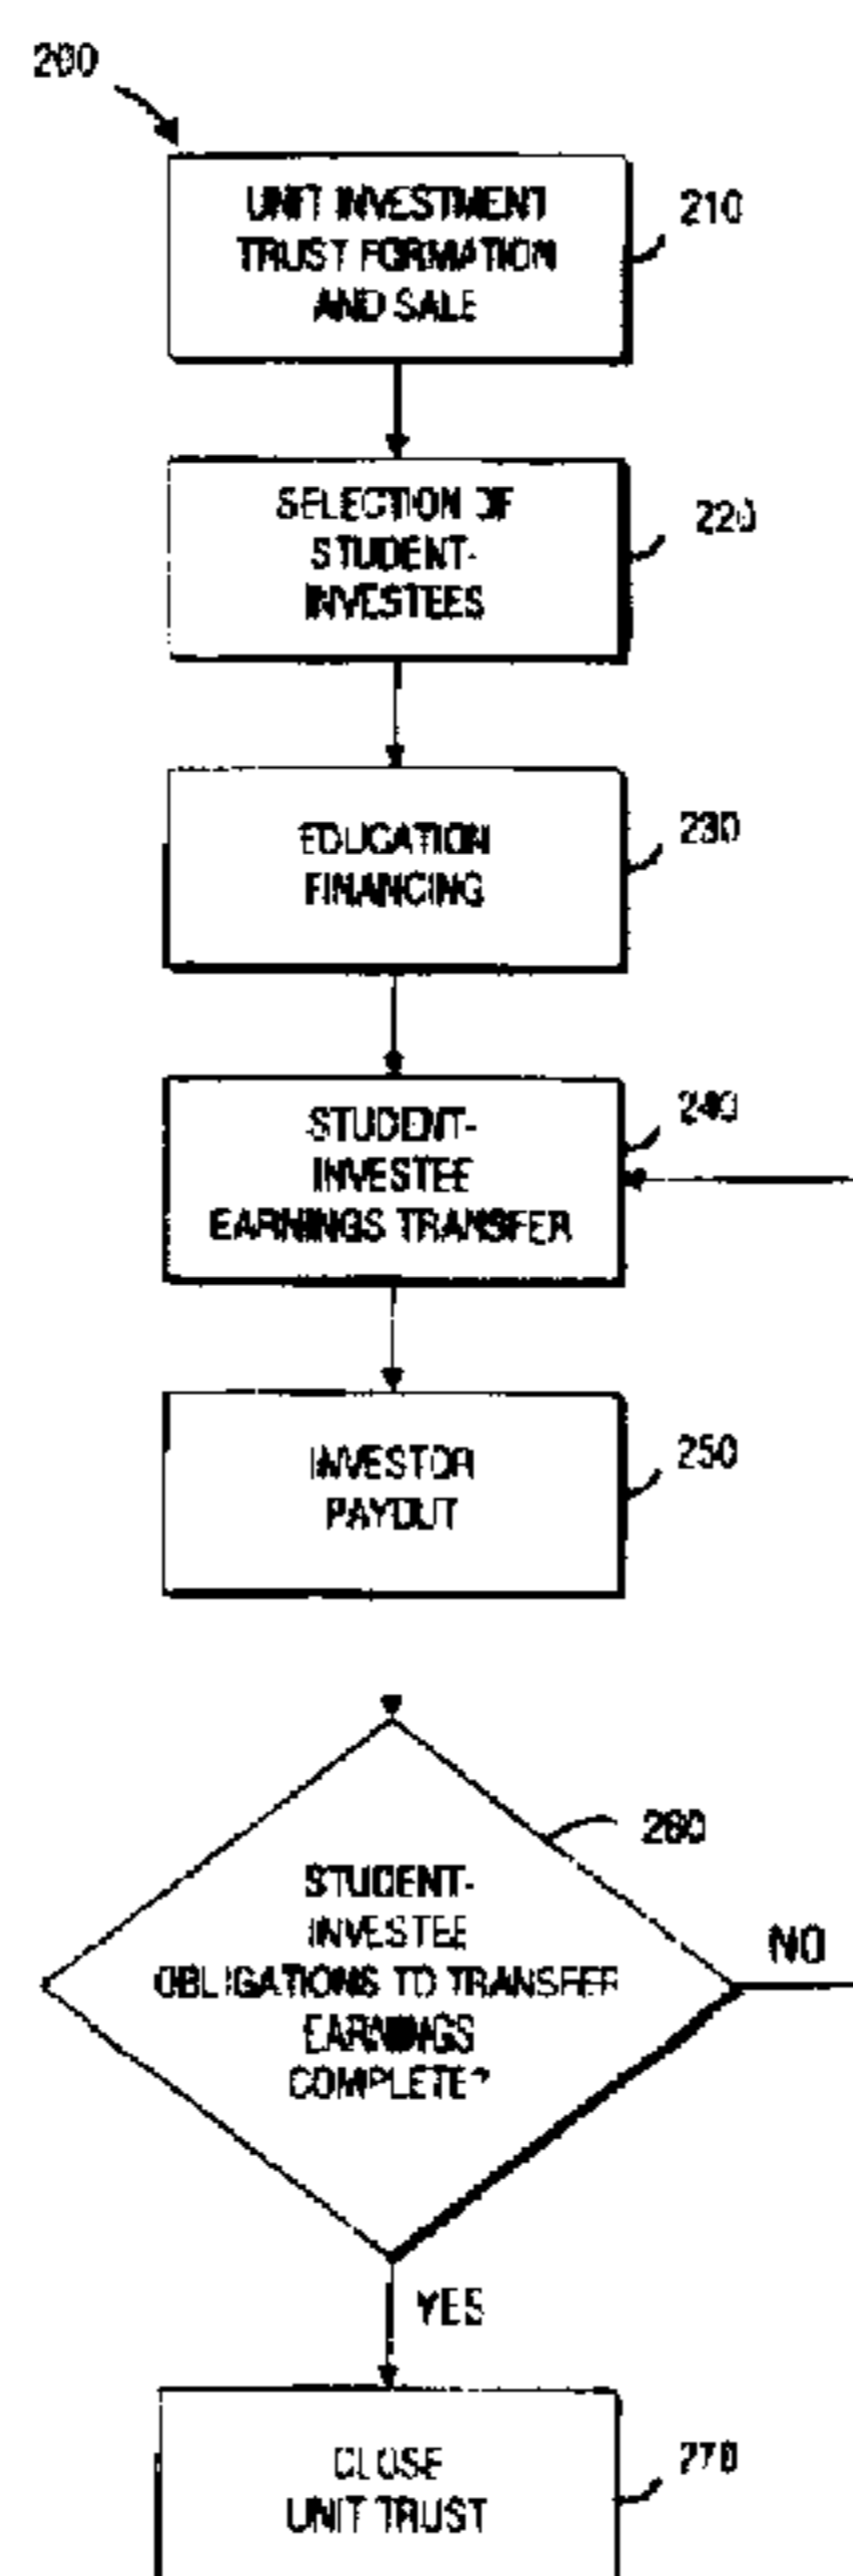 200
UNIT INVESTMENT
TRUST FORMATION
AND SALE
210
SELECTION OF
STUDENT-
INVESTEES
220
EDUCATION
FINANCING
230
STUDENT-
INVESTEE
EARNINGS TRANSFER
240
INVESTOR
PAYOUT
250
STUDENT-
INVESTEE
OBLIGATIONS TO TRANSFER
EARNINGS
COMPLETE?
260
NO
YES
CLOSE
UNIT TRUST
270